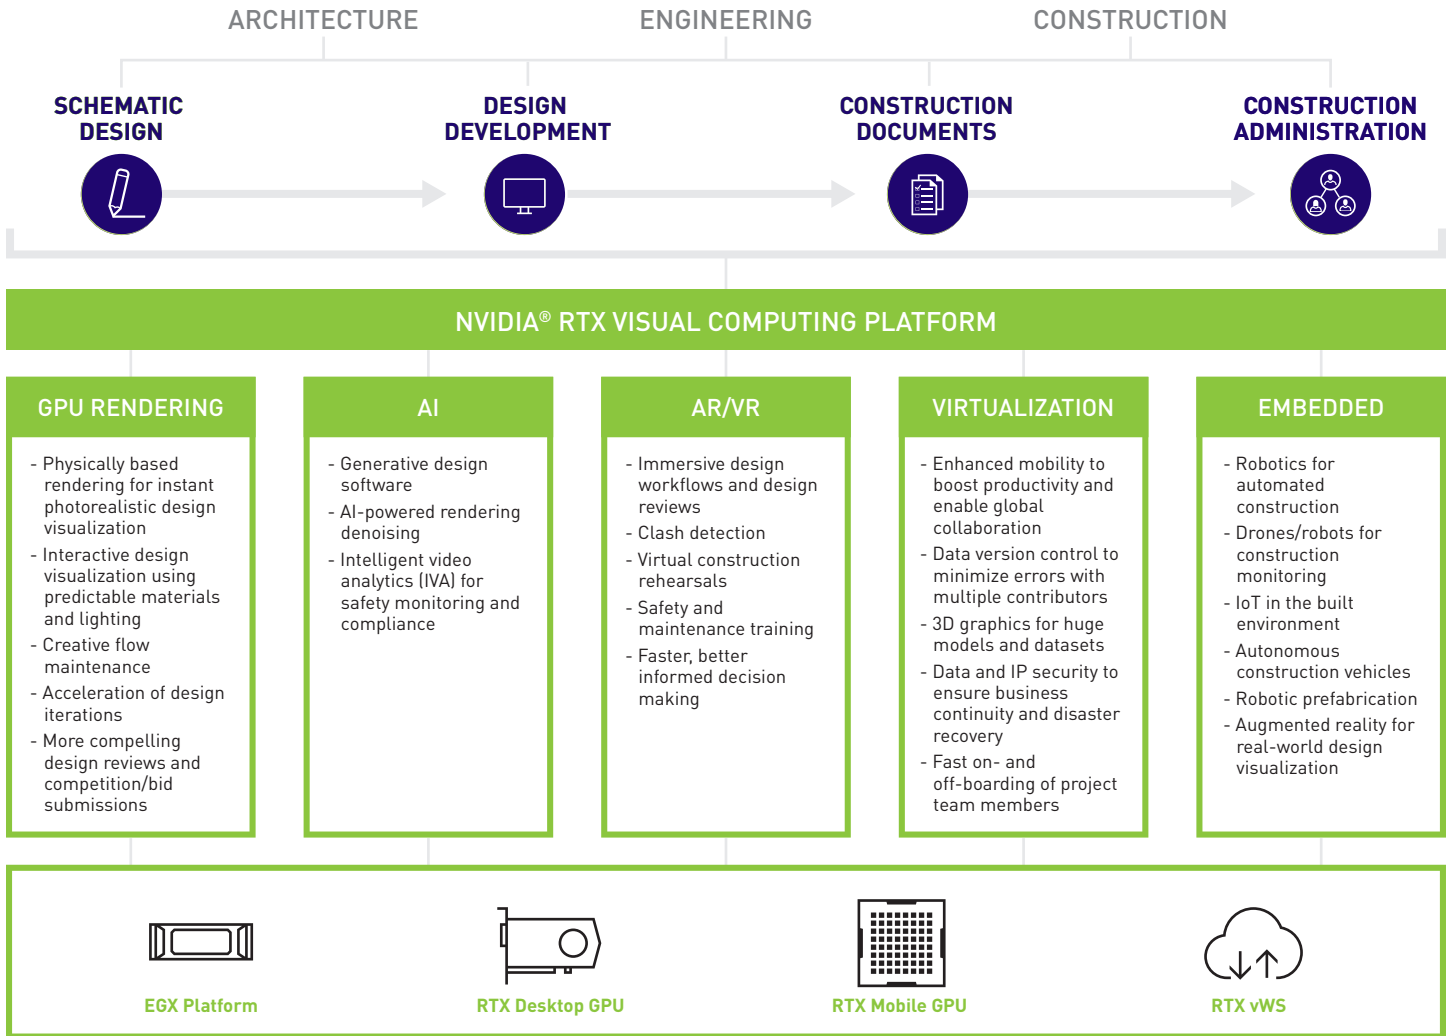 ARCHITECTURE
ENGINEERING
CONSTRUCTION
SCHEMATIC
DESIGN
DESIGN
DEVELOPMENT
CONSTRUCTION
DOCUMENTS
CONSTRUCTION
ADMINISTRATION
NVIDIA® RTX VISUAL COMPUTING PLATFORM
GPU RENDERING
- Physically based
rendering for instant
photorealistic design
visualization
- Interactive design
visualization using
predictable materials
and lighting
- Creative flow
maintenance
- Acceleration of design
iterations
- More compelling
design reviews and
competition/bid
submissions
AI
- Generative design
software
- AI-powered rendering
denoising
- Intelligent video
analytics (IVA) for
safety monitoring and
compliance
AR/VR
- Immersive design
workflows and design
reviews
- Clash detection
- Virtual construction
rehearsals
- Safety and
maintenance training
- Faster, better
informed decision
making
VIRTUALIZATION
- Enhanced mobility to
boost productivity and
enable global
collaboration
- Data version control to
minimize errors with
multiple contributors
- 3D graphics for huge
models and datasets
- Data and IP security to
ensure business
continuity and disaster
recovery
- Fast on- and
off-boarding of project
team members
EMBEDDED
- Robotics for
automated
construction
- Drones/robots for
construction
monitoring
- IoT in the built
environment
- Autonomous
construction vehicles
- Robotic prefabrication
- Augmented reality for
real-world design
visualization
EGX Platform
RTX Desktop GPU
RTX Mobile GPU
RTX vWS